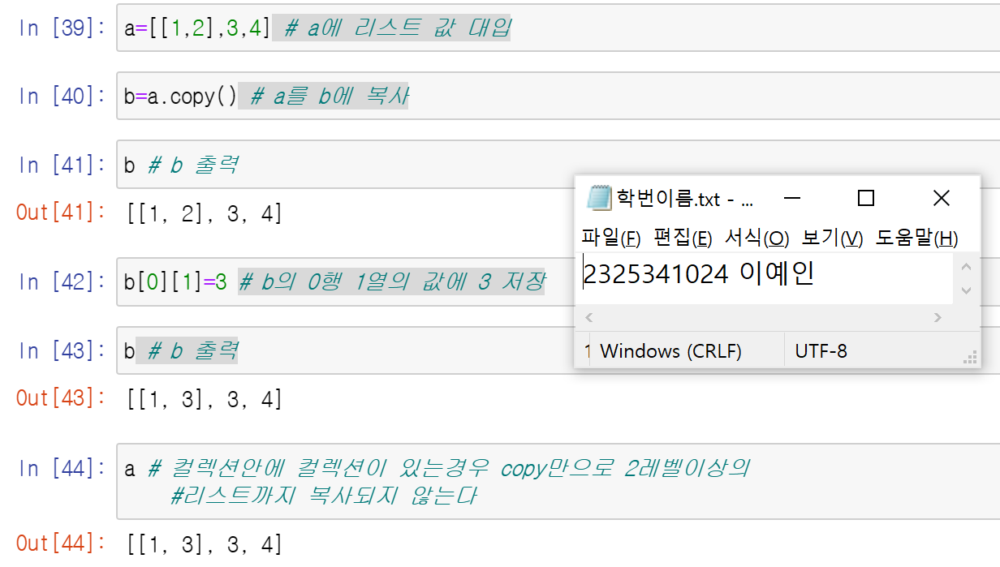 In [39]: a=[[1,2],3,4] # a에 리스트 값 대입
In [40]: b=a.copy() # a를 b에 복사
In [41]: b # b 출력
Out[41]: [[1, 2], 3, 4]
In [42]: b[0][1]=3 # b의 0행 1열의 값에 3 저장
In [43]: b # b 출력
Out[43]: [[1, 3], 3, 4]
In [44]: a # 컬렉션안에 컬렉션이 있는경우 copy만으로 2레벨이상의
#리스트까지 복사되지 않는다
Out[44]: [[1, 3], 3, 4]
학번이름.txt - ...
파일(F) 편집(E) 서식(O) 보기(V) 도움말(H)
2325341024 이예인
1 Windows (CRLF) UTF-8